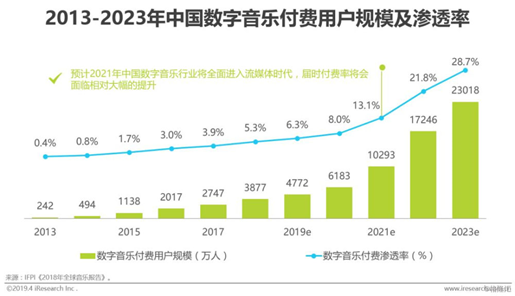 2013-2023年中国数字音乐付费用户规模及渗透率
预计2021年中国数字音乐行业将全面进入流媒体时代，届时付费率将会
面临相对大幅的提升
0.4% 0.8% 1.7% 3.0% 3.9% 5.3% 6.3% 8.0% 13.1% 21.8% 28.7%
242 494 1138 2017 2747 3877 4772 6183 10293 17246 23018
2013 2015 2017 2019e 2021e 2023e
数字音乐付费用户规模（万人） 数字音乐付费渗透率（%）
来源：IFPI《2018年全球音乐报告》。
©2019.4 iResearch Inc. www.iresearch